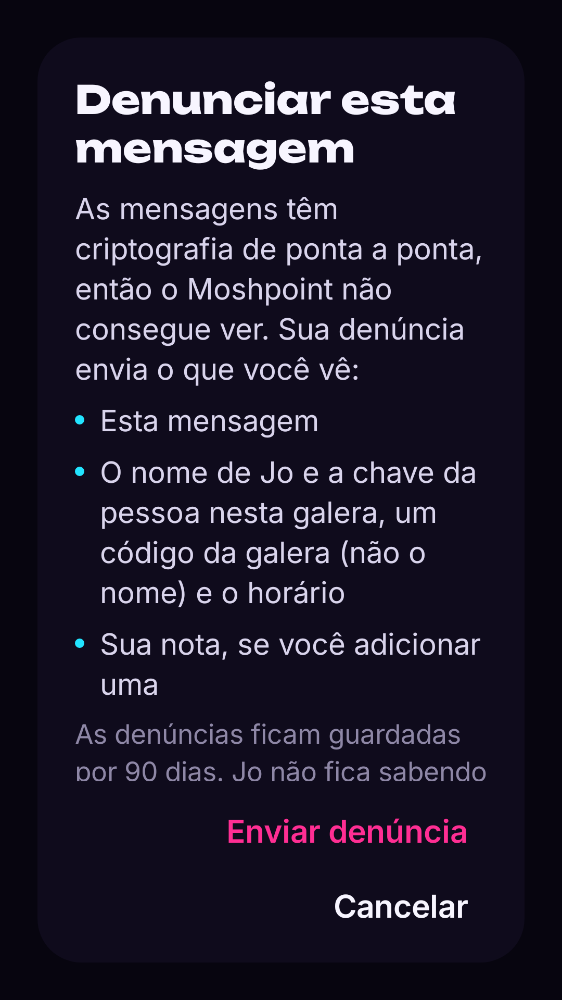 Denunciar esta
mensagem
As mensagens têm
criptografia de ponta a ponta,
então o Moshpoint não
consegue ver. Sua denúncia
envia o que você vê:
• Esta mensagem
• O nome de Jo e a chave da
pessoa nesta galera, um
código da galera (não o
nome) e o horário
• Sua nota, se você adicionar
uma
As denúncias ficam guardadas
por 90 dias. Jo não fica sabendo
Enviar denúncia
Cancelar